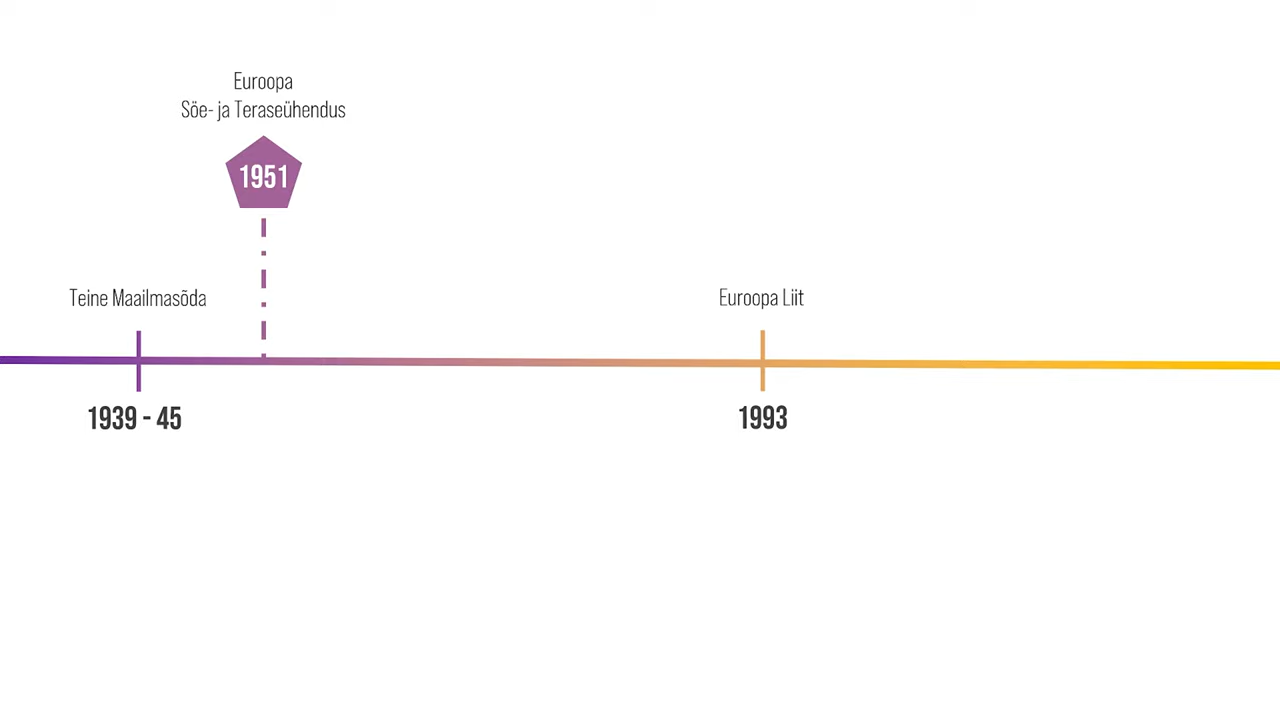 Euroopa
Söe- ja Teraseühendus
1951
Teine Maailmasõda
Euroopa Liit
1939 - 45
1993